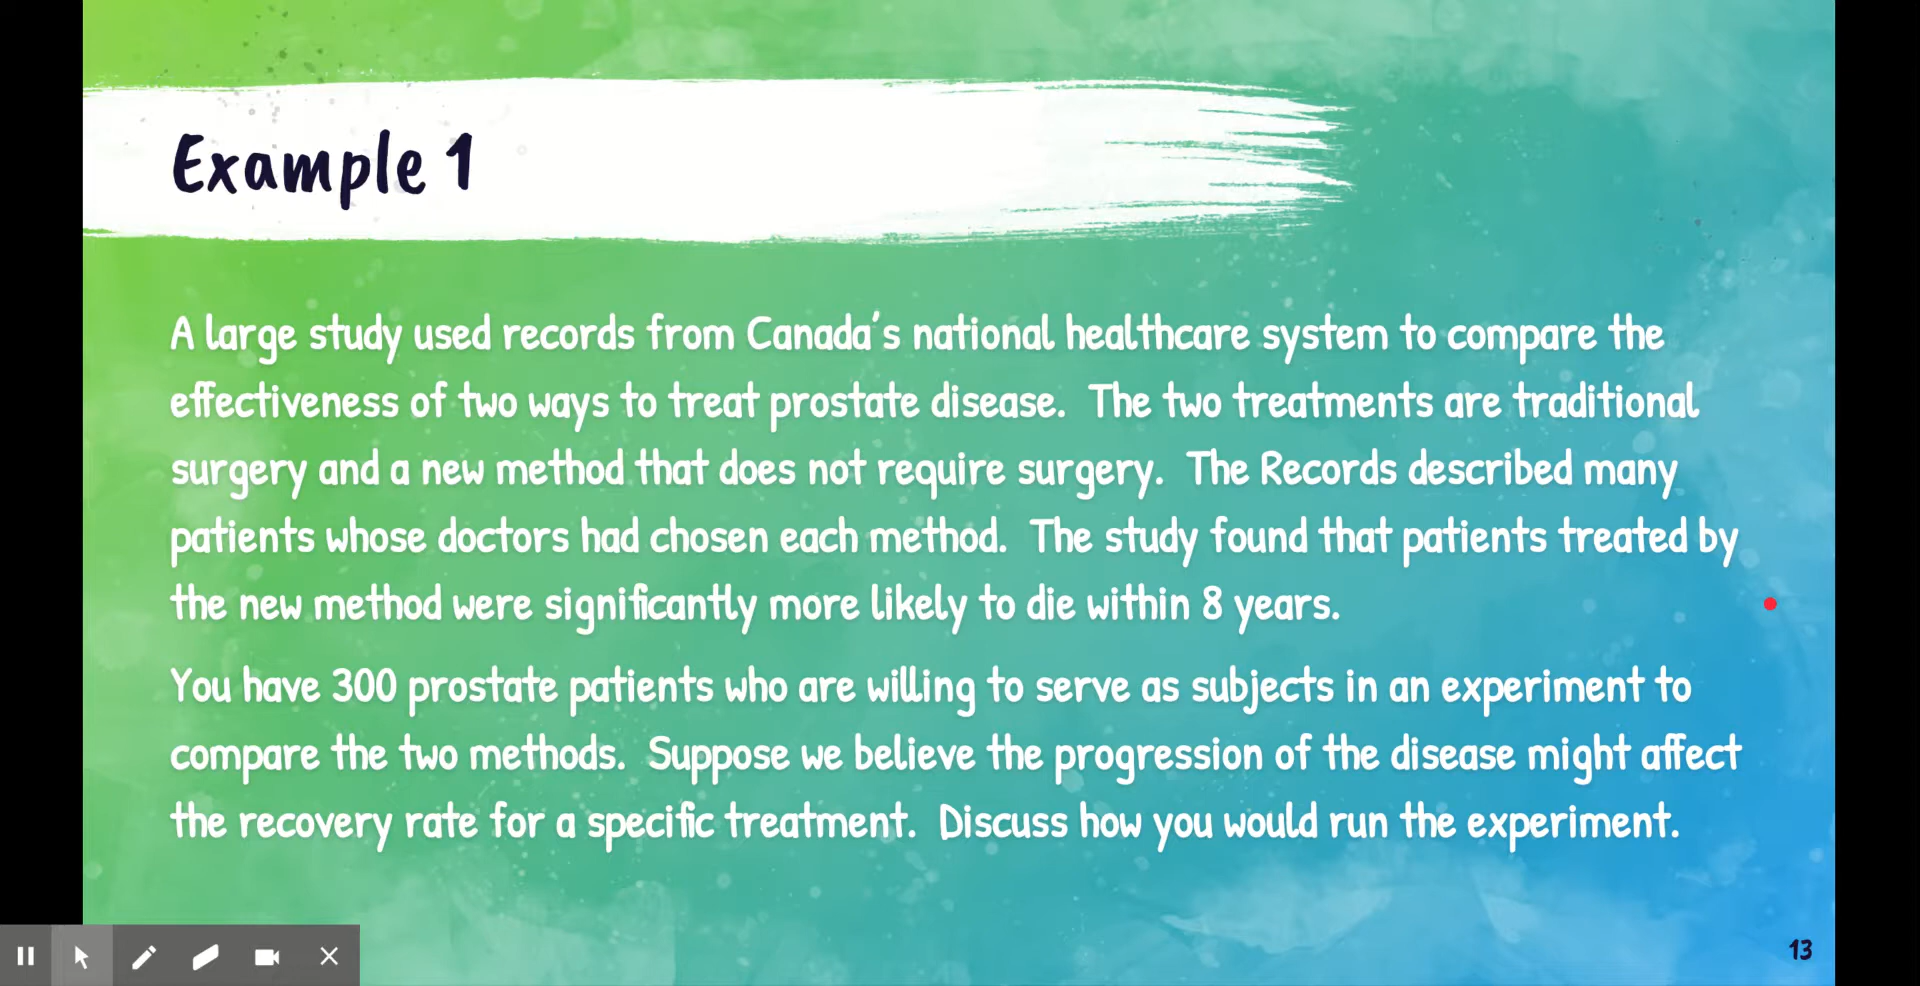 Example 1
A large study used records from Canada's national healthcare system to compare the
effectiveness of two ways to treat prostate disease.  The two treatments are traditional
surgery and a new method that does not require surgery.  The Records described many
patients whose doctors had chosen each method.  The study found that patients treated by
the new method were significantly more likely to die within 8 years.
You have 300 prostate patients who are willing to serve as subjects in an experiment to
compare the two methods.  Suppose we believe the progression of the disease might affect
the recovery rate for a specific treatment.  Discuss how you would run the experiment.
13